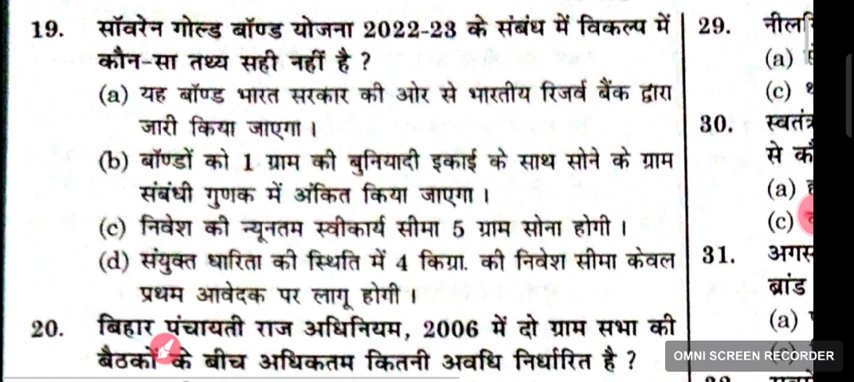 19. सॉवरेन गोल्ड बॉण्ड योजना 2022-23 के संबंध में विकल्प में
कौन-सा तथ्य सही नहीं है ?
(a) यह बॉण्ड भारत सरकार की ओर से भारतीय रिजर्व बैंक द्वारा
जारी किया जाएगा ।
(b) बॉण्डों को 1 ग्राम की बुनियादी इकाई के साथ सोने के ग्राम
संबंधी गुणक में अंकित किया जाएगा ।
(c) निवेश की न्यूनतम स्वीकार्य सीमा 5 ग्राम सोना होगी ।
(d) संयुक्त धारिता की स्थिति में 4 किग्रा. की निवेश सीमा केवल
प्रथम आवेदक पर लागू होगी ।
20. बिहार पंचायती राज अधिनियम, 2006 में दो ग्राम सभा की
बैठकों के बीच अधिकतम कितनी अवधि निर्धारित है ?
29.
(a)
(c)
30.
से
(a)
(c)
31.
ब्रांड
(a)
OMNI SCREEN RECORDER